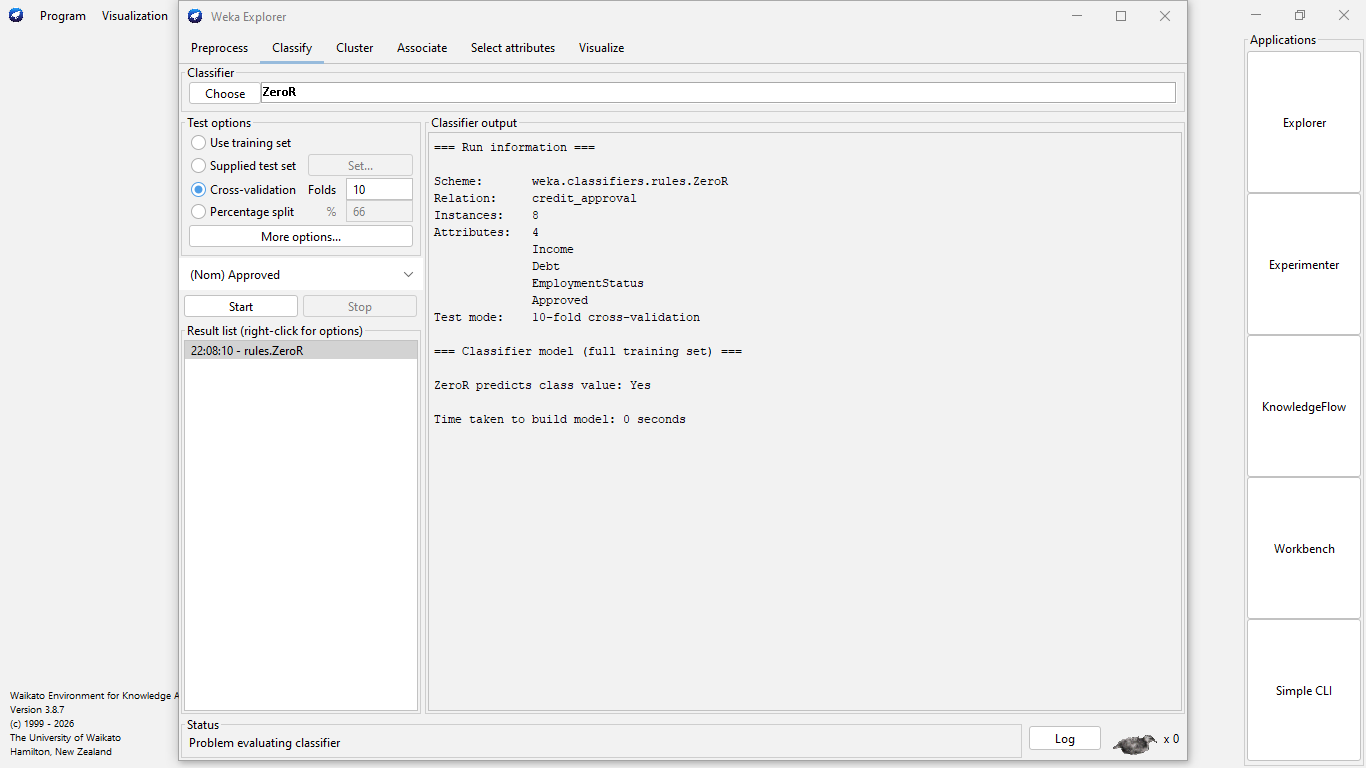 Program Visualization
Weka Explorer
Preprocess Classify Cluster Associate Select attributes Visualize
Classifier
Choose ZeroR
Test options
Use training set
Supplied test set Set...
Cross-validation Folds 10
Percentage split % 66
More options...
(Nom) Approved
Start Stop
Result list (right-click for options)
22:08:10 - rules.ZeroR
Classifier output
=== Run information ===
Scheme: weka.classifiers.rules.ZeroR
Relation: credit_approval
Instances: 8
Attributes: 4
Income
Debt
EmploymentStatus
Approved
Test mode: 10-fold cross-validation
=== Classifier model (full training set) ===
ZeroR predicts class value: Yes
Time taken to build model: 0 seconds
Status
Problem evaluating classifier
Log
x 0
Applications
Explorer
Experimenter
KnowledgeFlow
Workbench
Simple CLI
Waikato Environment for Knowledge A
Version 3.8.7
(c) 1999 - 2026
The University of Waikato
Hamilton, New Zealand